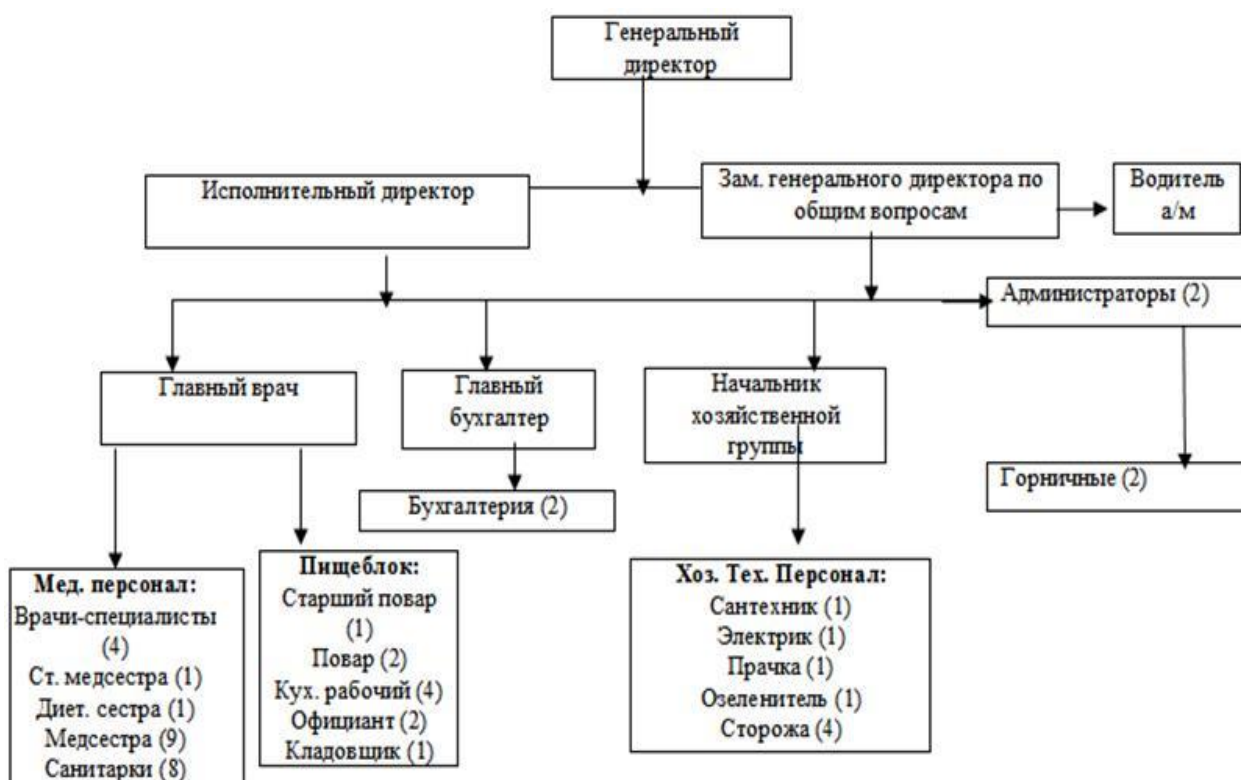 Генеральный
директор
Исполнительный директор
Зам. генерального директора по
общим вопросам
Водитель
а/м
Администраторы (2)
Главный врач
Главный
бухгалтер
Начальник
хозяйственной
группы
Горничные (2)
Бухгалтерия (2)
Мед. персонал:
Врачи-специалисты
(4)
Ст. медсестра (1)
Диет. сестра (1)
Медсестра (9)
Санитарки (8)
Пищеблок:
Старший повар
(1)
Повар (2)
Кух. рабочий (4)
Официант (2)
Кладовщик (1)
Хоз. Тех. Персонал:
Сантехник (1)
Электрик (1)
Прачка (1)
Озеленитель (1)
Сторожа (4)